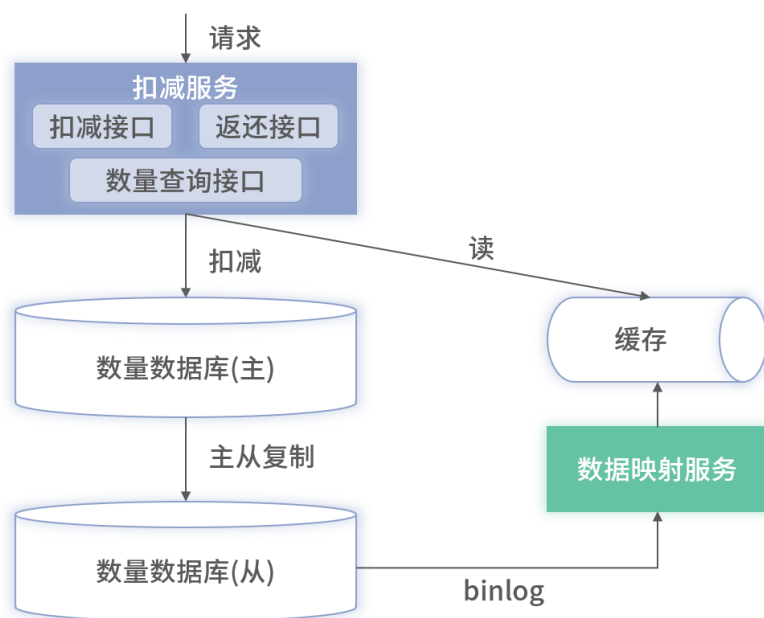 请求
扣减服务
扣减接口
返还接口
数量查询接口
扣减
读
数量数据库(主)
缓存
主从复制
数据映射服务
数量数据库(从)
binlog